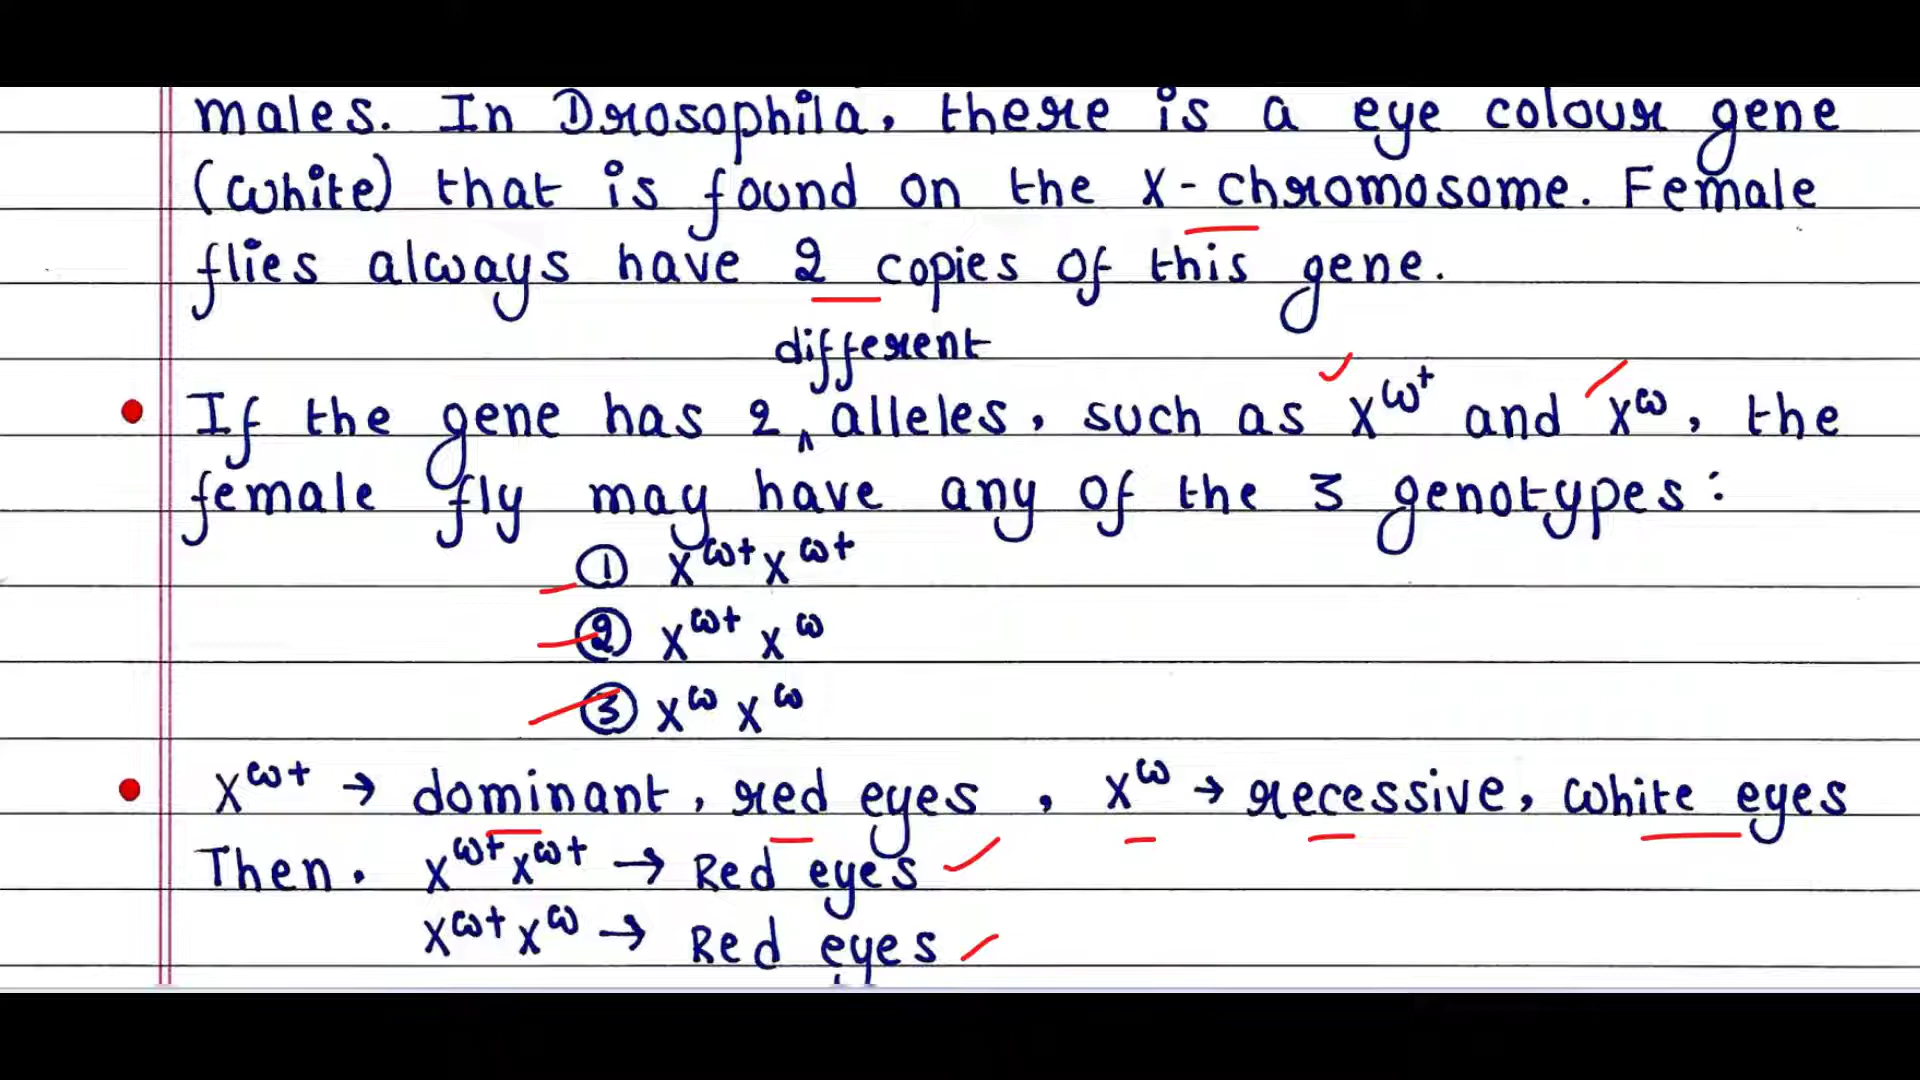 males. In Drosophila, there is a eye colour gene
(white) that is found on the X-chromosome. Female
flies always have 2 copies of this gene.
different
• If the gene has 2 ^ alleles, such as X^w+ and X^w, the
female fly may have any of the 3 genotypes:
① X^w+ X^w+
② X^w+ X^w
③ X^w X^w
• X^w+ → dominant, red eyes, X^w → recessive, white eyes
Then, X^w+ X^w+ → Red eyes
X^w+ X^w → Red eyes